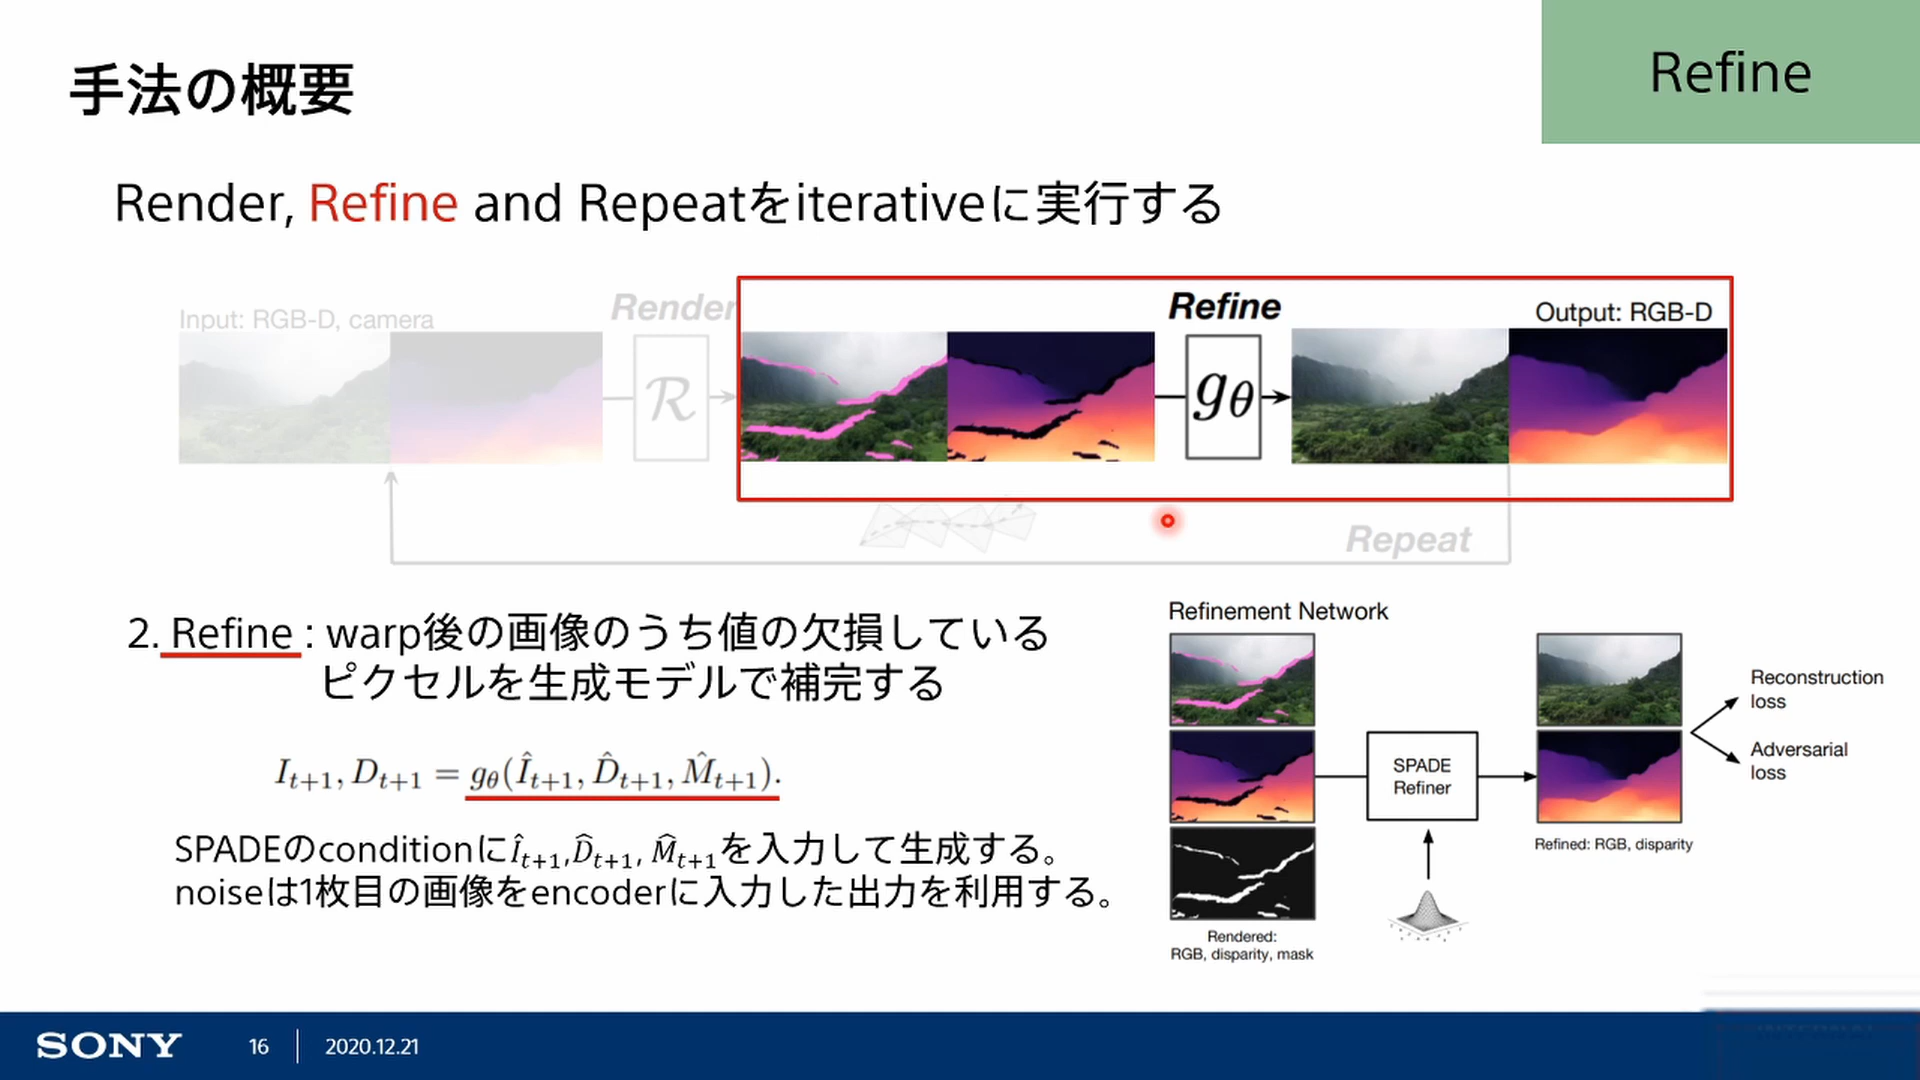 手法の概要
Refine
Render, Refine and Repeatをiterativeに実行する
Input: RGB-D, camera
Render
R
Refine
gθ
Output: RGB-D
Repeat
2. Refine : warp後の画像のうち値の欠損している
ピクセルを生成モデルで補完する
I_{t+1}, D_{t+1} = g_θ(Î_{t+1}, D̂_{t+1}, M̂_{t+1}).
SPADEのconditionにÎ_{t+1}, D̂_{t+1}, M̂_{t+1}を入力して生成する。
noiseは1枚目の画像をencoderに入力した出力を利用する。
Refinement Network
SPADE
Refiner
Reconstruction
loss
Adversarial
loss
Refined: RGB, disparity
Rendered:
RGB, disparity, mask
SONY
16
2020.12.21